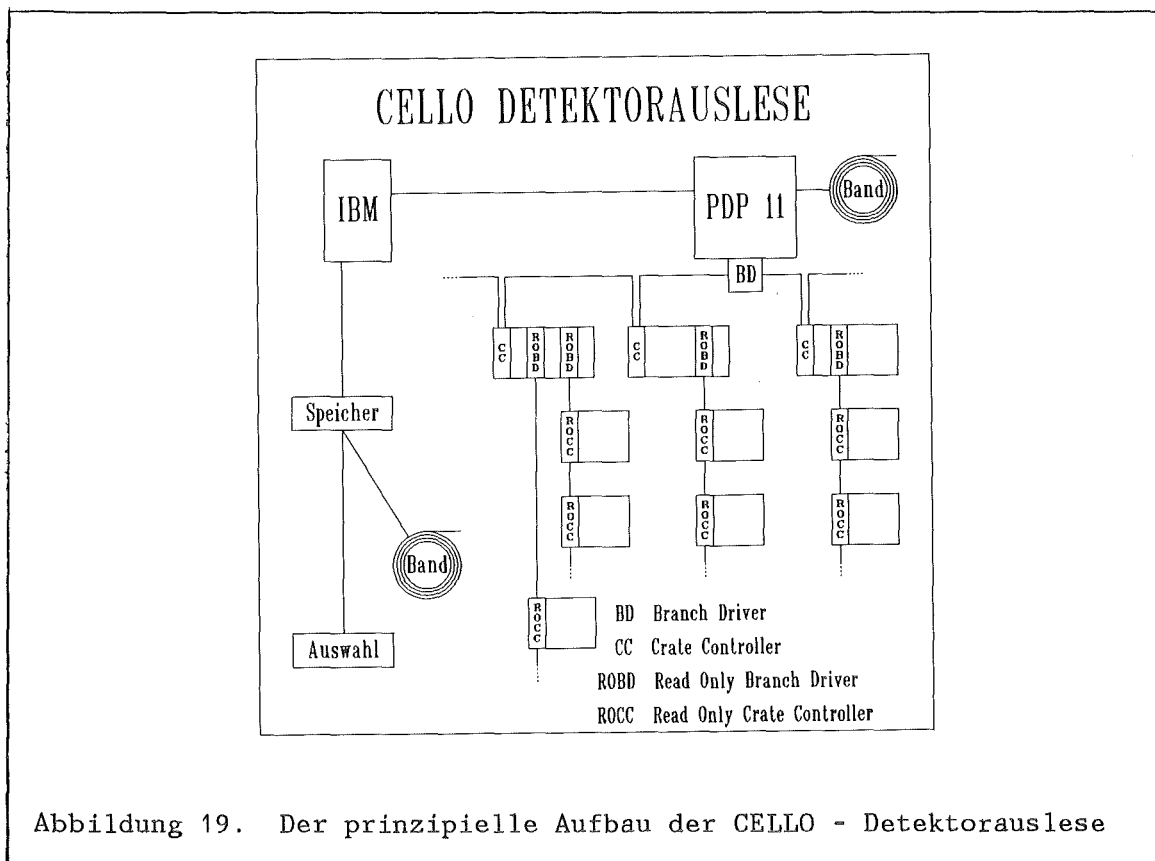 CELLO DETEKTORAUSLESE
IBM
PDP 11
Band
BD
CC
ROBD
ROBD
CC
ROBD
CC
ROBD
Speicher
ROCC
ROCC
ROCC
ROCC
ROCC
ROCC
Band
ROCC
Auswahl
BD Branch Driver
CC Crate Controller
ROBD Read Only Branch Driver
ROCC Read Only Crate Controller
Abbildung 19. Der prinzipielle Aufbau der CELLO - Detektorauslese